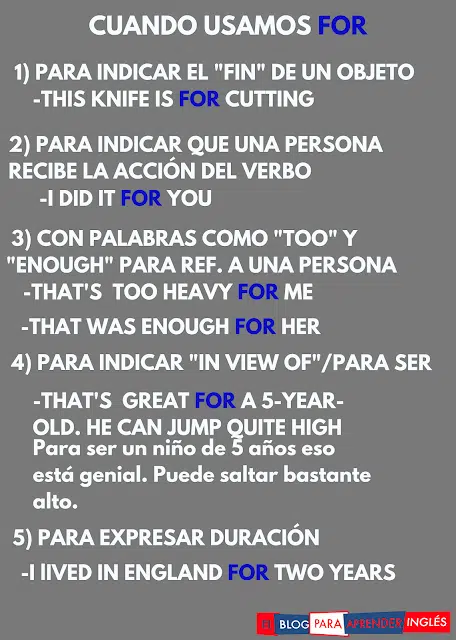 CUANDO USAMOS FOR
1) PARA INDICAR EL "FIN" DE UN OBJETO
-THIS KNIFE IS FOR CUTTING
2) PARA INDICAR QUE UNA PERSONA
RECIBE LA ACCIÓN DEL VERBO
-I DID IT FOR YOU
3) CON PALABRAS COMO "TOO" Y
"ENOUGH" PARA REF. A UNA PERSONA
-THAT'S TOO HEAVY FOR ME
-THAT WAS ENOUGH FOR HER
4) PARA INDICAR "IN VIEW OF"/PARA SER
-THAT'S GREAT FOR A 5-YEAR-
OLD. HE CAN JUMP QUITE HIGH
Para ser un niño de 5 años eso
está genial. Puede saltar bastante
alto.
5) PARA EXPRESAR DURACIÓN
-I lIVED IN ENGLAND FOR TWO YEARS
El BLOG PARA APRENDER INGLÉS